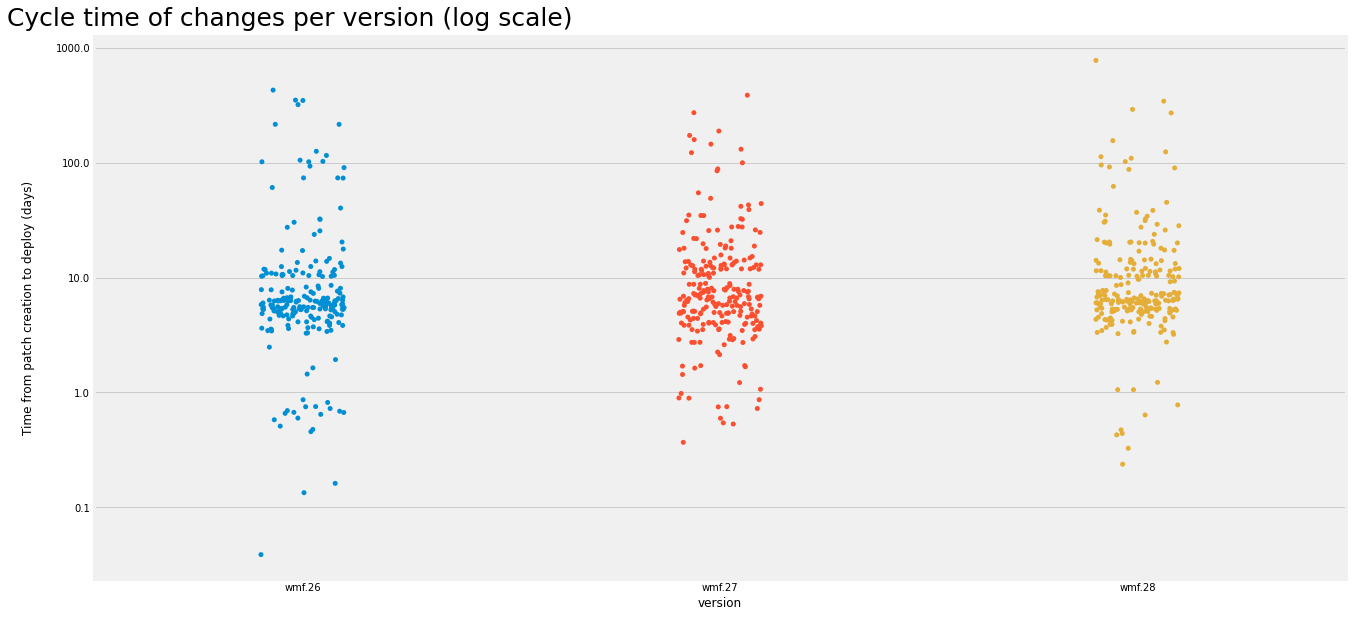 Cycle time of changes per version (log scale)
Time from patch creation to deploy (days)
1000.0
100.0
10.0
1.0
0.1
wmf.26
wmf.27
wmf.28
version